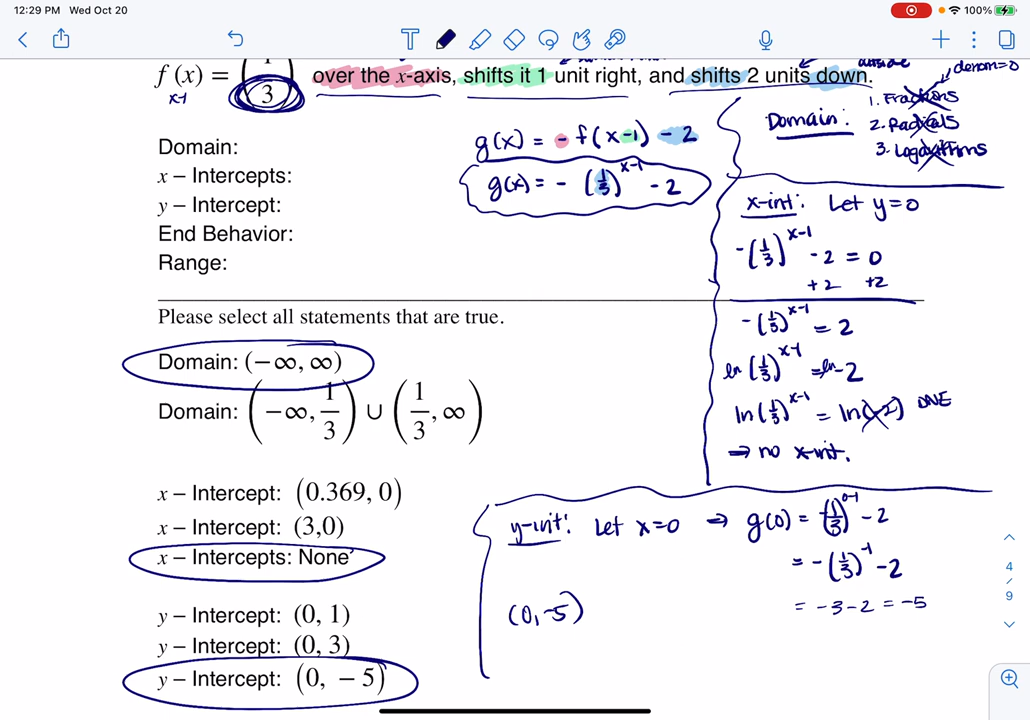 12:29 PM Wed Oct 20
100%
f(x) = (1/3) over the x-axis, shifts it 1 unit right, and shifts 2 units down.
x-1
outside
denom=0
Domain:
1. Fractions
2. Radicals
3. Logarithms
g(x) = - f(x-1) - 2
g(x) = - (1/3)^(x-1) - 2
Domain:
x – Intercepts:
y – Intercept:
End Behavior:
Range:
x-int: Let y=0
-(1/3)^(x-1) - 2 = 0
+2 +2
-(1/3)^(x-1) = 2
ln (1/3)^(x-1) = ln -2
ln(1/3)^(x-1) = ln(-2) DNE
⇒ no x-int.
Please select all statements that are true.
Domain: (−∞, ∞)
Domain: (−∞, 1/3) ∪ (1/3, ∞)
x – Intercept: (0.369, 0)
x – Intercept: (3,0)
x – Intercepts: None
y – Intercept: (0, 1)
y – Intercept: (0, 3)
y – Intercept: (0, − 5)
y-int: Let x=0 ⇒ g(0) = -(1/3)^(0-1) - 2
= -(1/3)^-1 - 2
= -3-2 = -5
(0,-5)
4
/
9